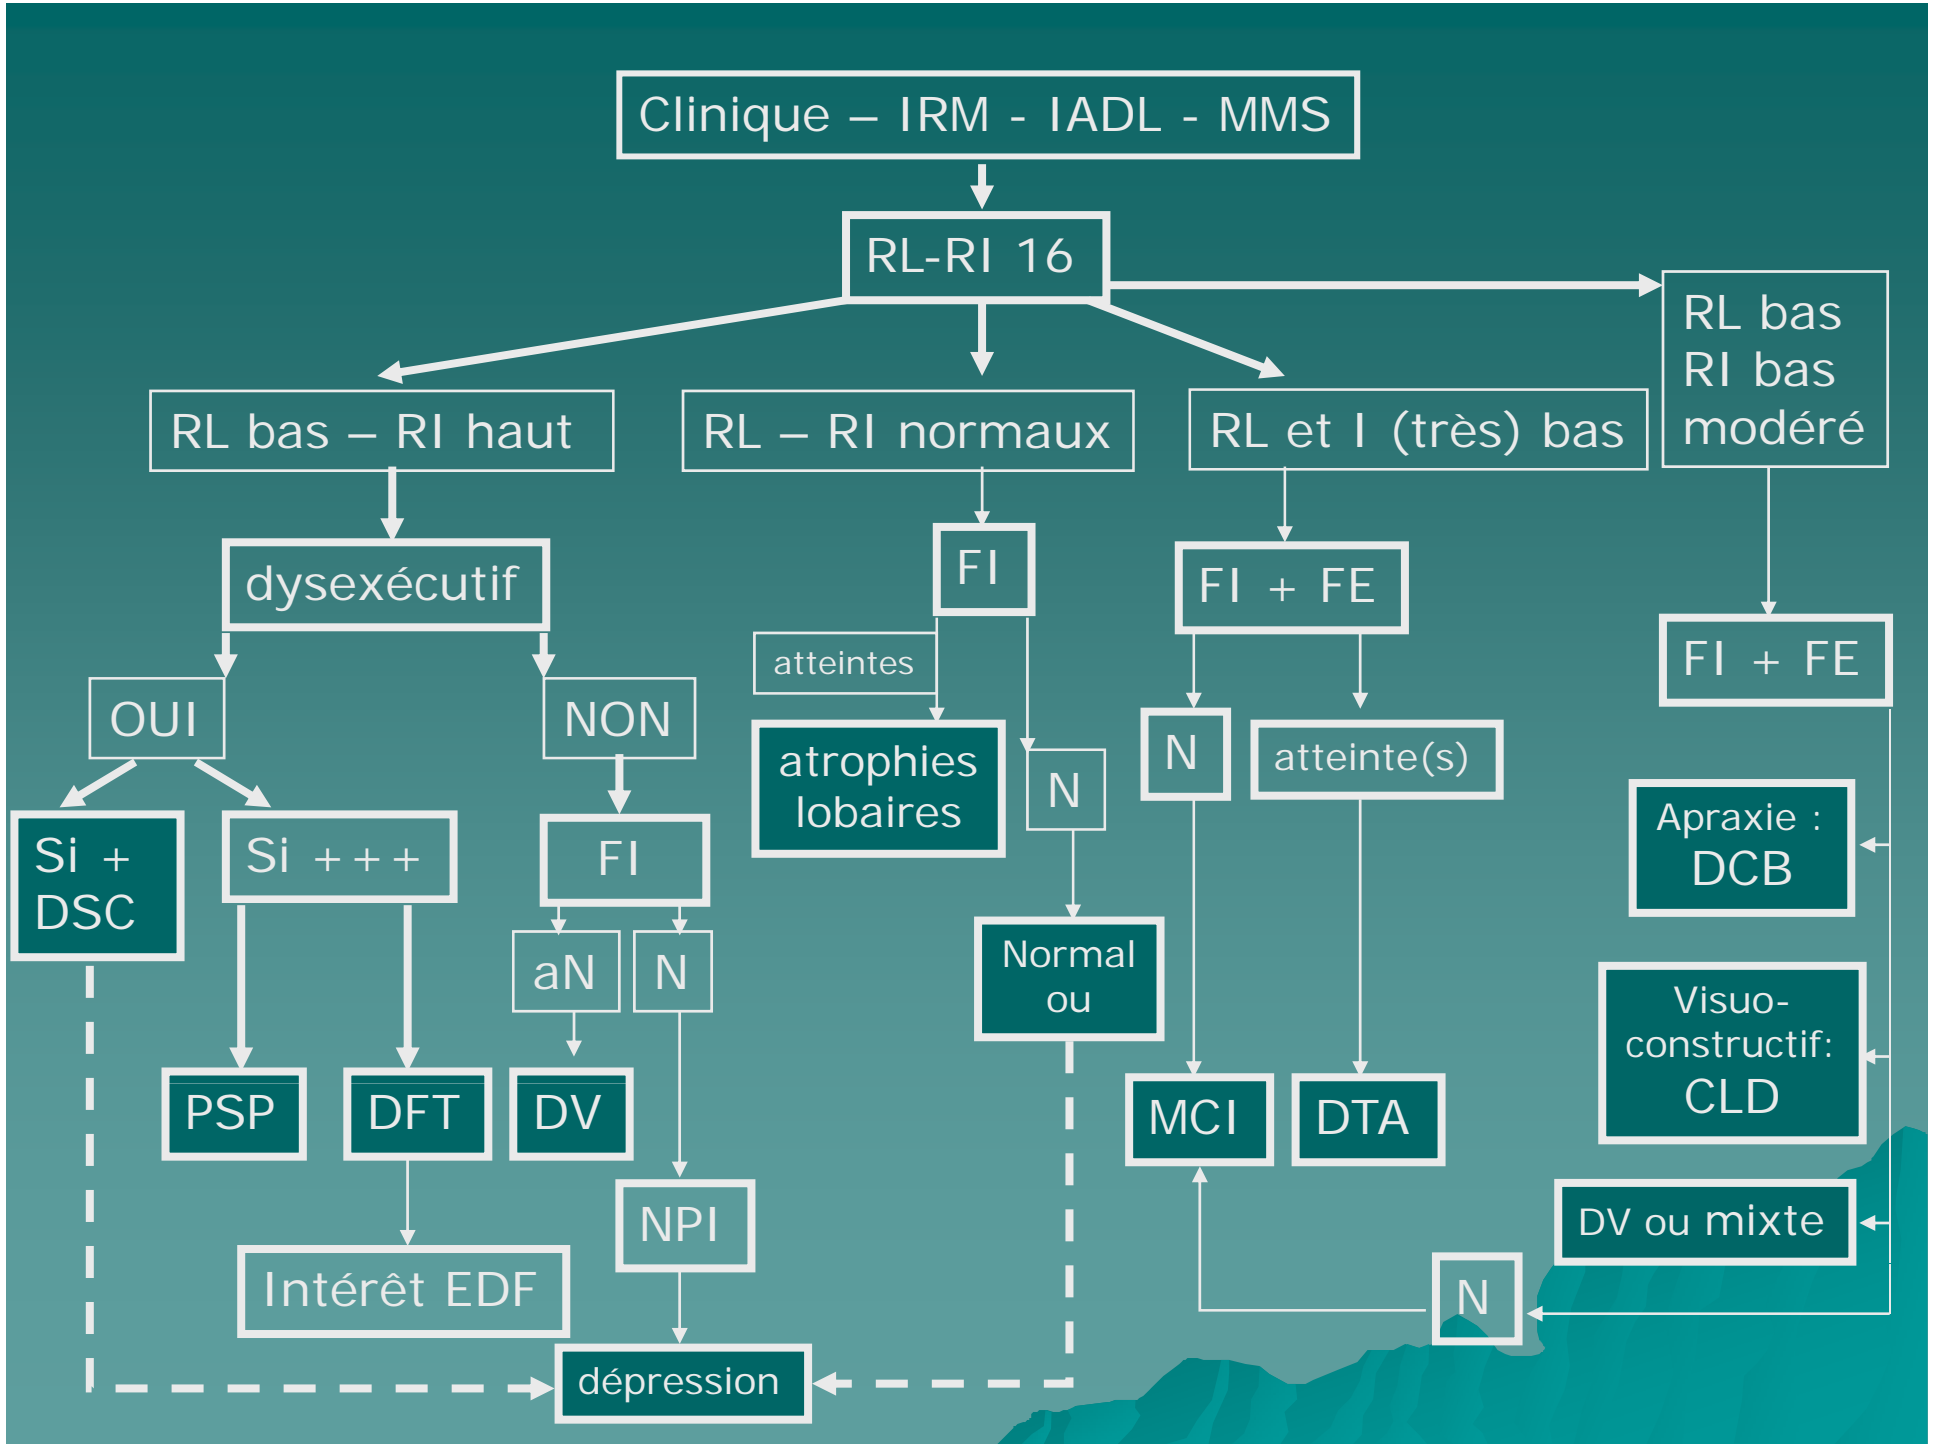 Clinique – IRM - IADL - MMS
RL-RI 16
RL bas
RI bas
modéré
RL bas – RI haut
RL – RI normaux
RL et I (très) bas
dysexécutif
FI
FI + FE
FI + FE
atteintes
OUI
NON
atrophies
lobaires
N
N
atteinte(s)
Si +
DSC
Si +++
FI
Apraxie :
DCB
aN
N
Normal
ou
Visuo-
constructif:
CLD
PSP
DFT
DV
MCI
DTA
NPI
DV ou mixte
Intérêt EDF
N
dépression